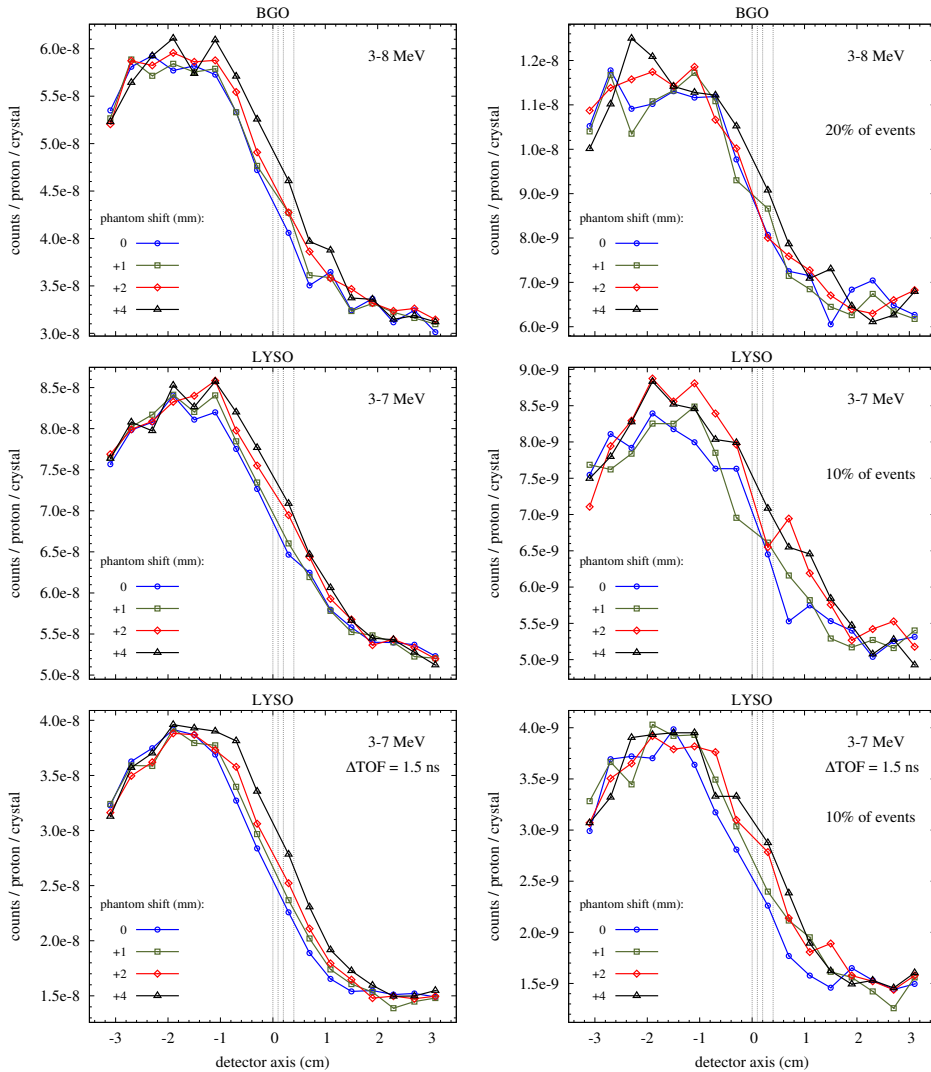 BGO
counts / proton / crystal
6.0e-8
5.5e-8
5.0e-8
4.5e-8
4.0e-8
3.5e-8
3.0e-8
3-8 MeV
phantom shift (mm):
0
+1
+2
+4
BGO
counts / proton / crystal
1.2e-8
1.1e-8
1.0e-8
9.0e-9
8.0e-9
7.0e-9
6.0e-9
3-8 MeV
20% of events
phantom shift (mm):
0
+1
+2
+4
LYSO
counts / proton / crystal
8.5e-8
8.0e-8
7.5e-8
7.0e-8
6.5e-8
6.0e-8
5.5e-8
5.0e-8
3-7 MeV
phantom shift (mm):
0
+1
+2
+4
LYSO
counts / proton / crystal
9.0e-9
8.5e-9
8.0e-9
7.5e-9
7.0e-9
6.5e-9
6.0e-9
5.5e-9
5.0e-9
3-7 MeV
10% of events
phantom shift (mm):
0
+1
+2
+4
LYSO
counts / proton / crystal
4.0e-8
3.5e-8
3.0e-8
2.5e-8
2.0e-8
1.5e-8
3-7 MeV
ΔTOF = 1.5 ns
phantom shift (mm):
0
+1
+2
+4
-3 -2 -1 0 1 2 3
detector axis (cm)
LYSO
counts / proton / crystal
4.0e-9
3.5e-9
3.0e-9
2.5e-9
2.0e-9
1.5e-9
3-7 MeV
ΔTOF = 1.5 ns
10% of events
phantom shift (mm):
0
+1
+2
+4
-3 -2 -1 0 1 2 3
detector axis (cm)